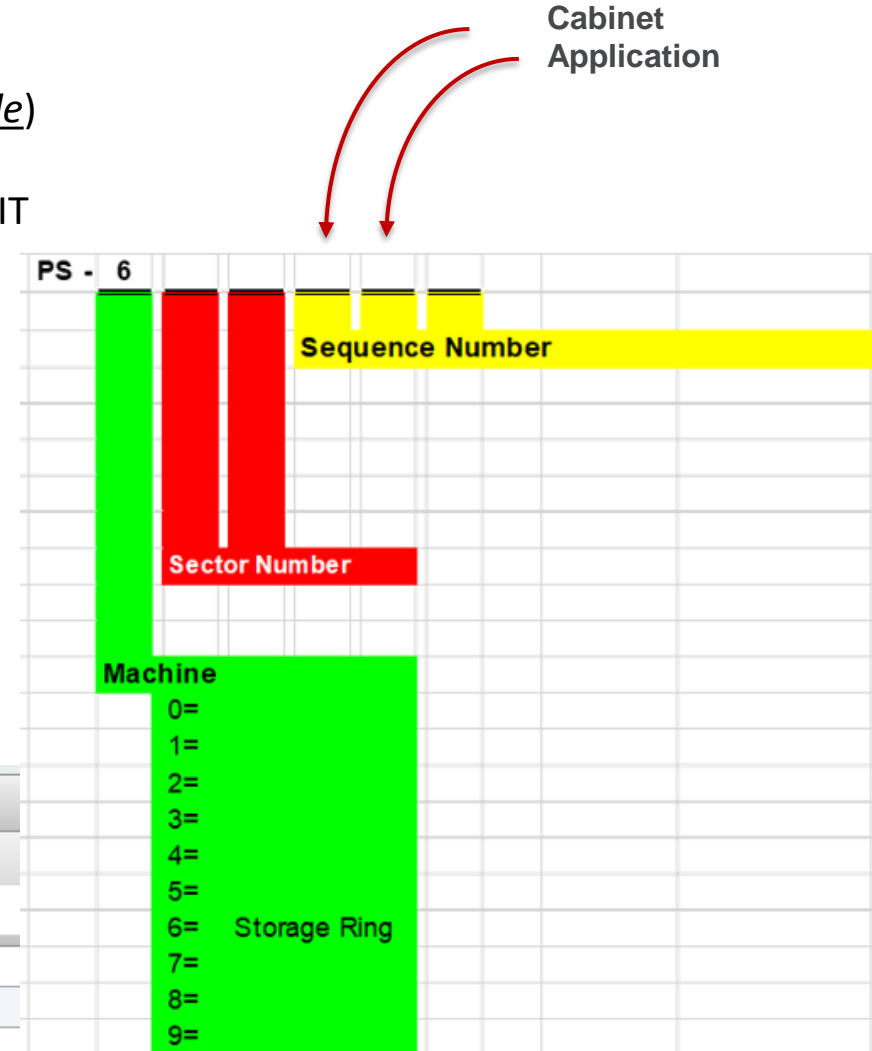 Cabinet
Application
le)
IT
PS - 6
Sequence Number
Sector Number
Machine
0=
1=
2=
3=
4=
5=
6= Storage Ring
7=
8=
9=